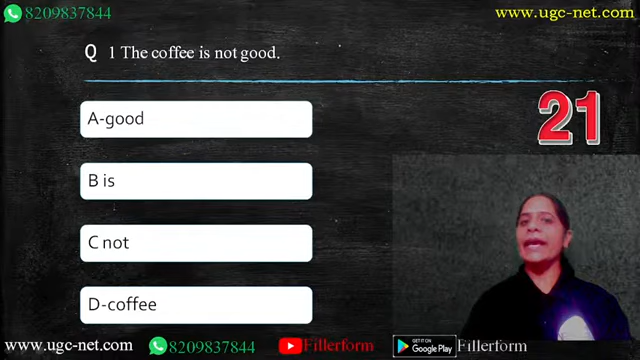 8209837844
www.ugc-net.com
Q 1 The coffee is not good.
21
A-good
B is
C not
D-coffee
www.ugc-net.com 8209837844 Fillerform GET IT ON Google Play Fillerform